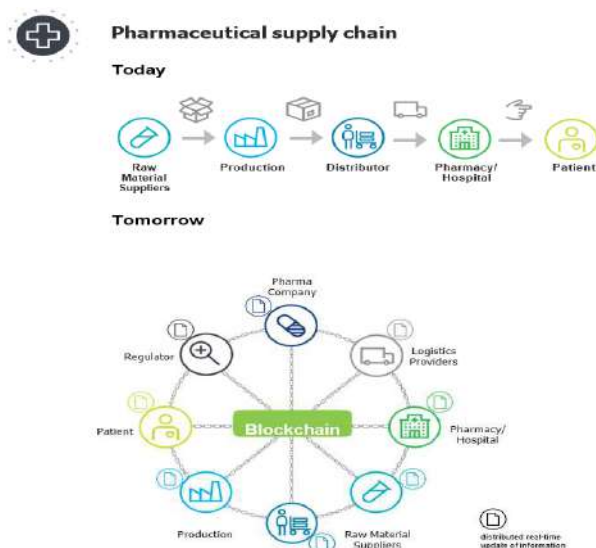 Pharmaceutical supply chain
Today
Raw
Material
Suppliers
Production
Distributor
Pharmacy/
Hospital
Patient
Tomorrow
Pharma
Company
Regulator
Logistics
Providers
Patient
Blockchain
Pharmacy/
Hospital
Production
Raw Material
Suppliers
distributed real-time
update of information